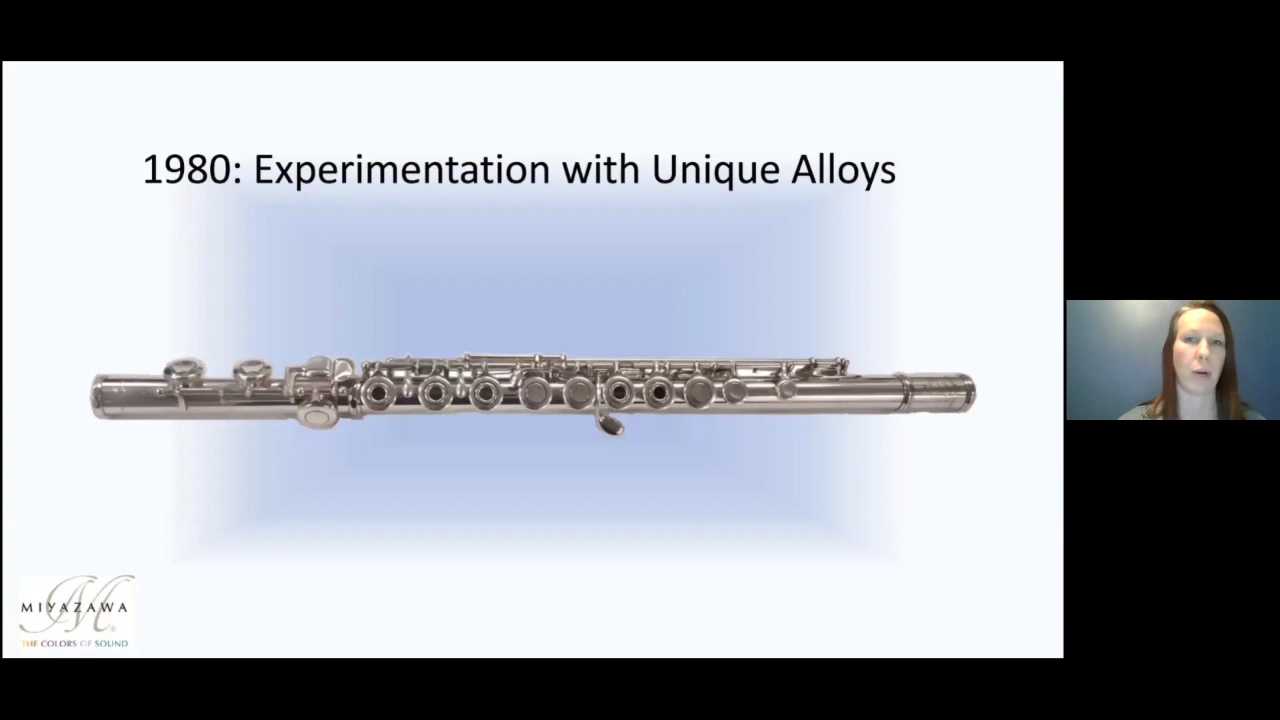 1980: Experimentation with Unique Alloys
MIYAZAWA
THE COLORS OF SOUND